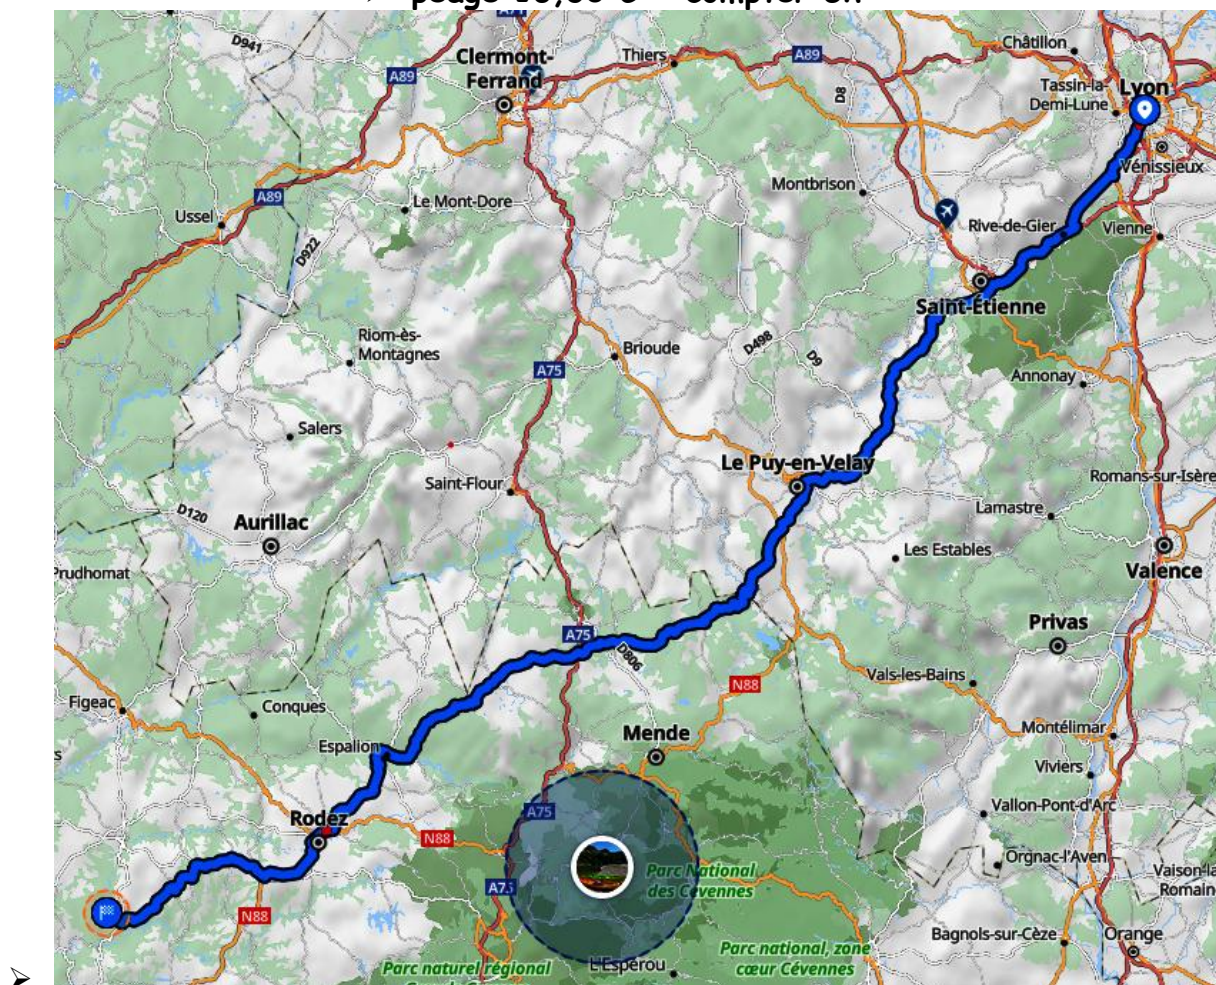 A71
D941
Clermont-
Ferrand
Thiers
A89
Châtillon
A89
Tassin-la-
Demi-Lune
Lyon
D8
Vénissieux
A89
Le Mont-Dore
Montbrison
Ussel
Rive-de-Gier
Vienne
D922
Saint-Étienne
Riom-ès-
Montagnes
Brioude
D498
D9
A75
Annonay
Salers
Le Puy-en-Velay
Saint-Flour
Romans-sur-Isère
D120
Aurillac
Lamastre
Les Estables
Prudhomat
Valence
A75
D806
Privas
Vals-les-Bains
N88
Figeac
Conques
Espalion
Mende
Montélimar
s
Viviers
Rodez
A75
Vallon-Pont-d'Arc
N88
Orgnac-l'Aven
Parc National
des Cévennes
Vaison-la
Romain
A75
N88
Bagnols-sur-Cèze
Orange
Parc national, zone
cœur Cévennes
Parc naturel régional
L'Espérou